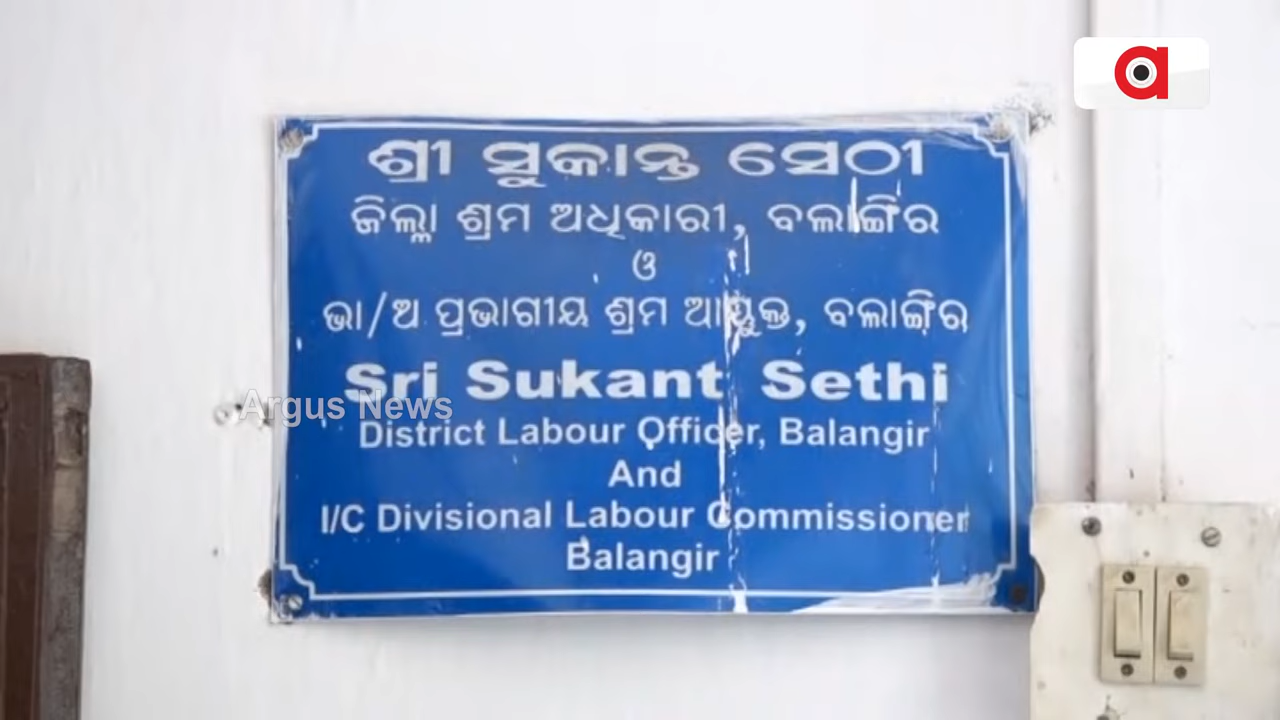 ଶ୍ରୀ ସୁକାନ୍ତ ସେଠୀ
ଜିଲ୍ଲା ଶ୍ରମ ଅଧିକାରୀ, ବଲାଙ୍ଗିର
ଓ
ଭା/ଅ ପ୍ରଭାଗୀୟ ଶ୍ରମ ଆୟୁକ୍ତ, ବଲାଙ୍ଗିର
Sri Sukant Sethi
Argus News
District Labour Officer, Balangir
And
I/C Divisional Labour Commissioner
Balangir